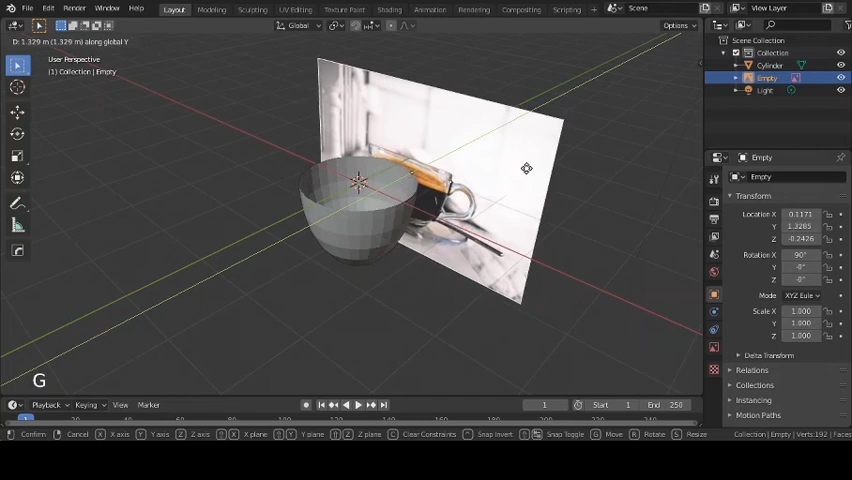 File Edit Render Window Help Layout Modeling Sculpting UV Editing Texture Paint Shading Animation Rendering Compositing Scripting Scene View Layer
Global Options
D: 1.329 m (1.329 m) along global Y
User Perspective
(1) Collection | Empty
Scene Collection
Collection
Cylinder
Empty
Light
Empty
Empty
Transform
Location X 0.1171
Y 1.3285
Z -0.2426
Rotation X 90°
Y -0°
Z -0°
Mode XYZ Eule
Scale X 1.000
Y 1.000
Z 1.000
Delta Transform
Relations
Collections
Instancing
Motion Paths
G
Playback Keying View Marker 1 Start 1 End 250
1
Confirm Cancel X X axis Y Y axis Z Z axis X X plane Y Y plane Z Z plane C Clear Constraints Snap Invert Snap Toggle G Move R Rotate S Resize Collection | Empty | Verts:192 | Faces: